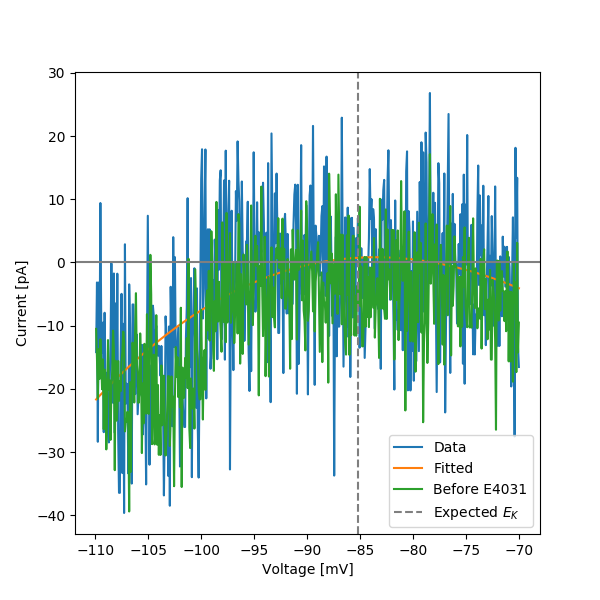 30
20
10
0
−10
−20
−30
−40
Current [pA]
−110 −105 −100 −95 −90 −85 −80 −75 −70
Voltage [mV]
Data
Fitted
Before E4031
Expected E_K